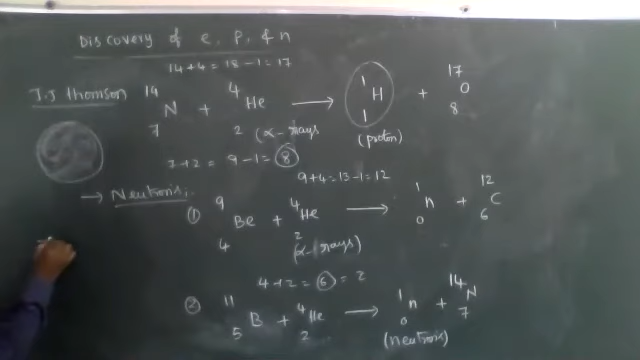 Discovery of e, p, & n
14+4 = 18-1 = 17
J.J Thomson
14 7 N + 4 2 He → 1 1 H + 17 8 O
(α-rays (proton)
7+2 = 9-1 = 8
9+4 = 13-1 = 12
→ Neutrons:
① 9 4 Be + 4 2 He → 1 0 n + 12 6 C
(α-rays)
4+2 = 6 = 2
② 11 5 B + 4 2 He → 1 0 n + 14 7 N
(neutrons)